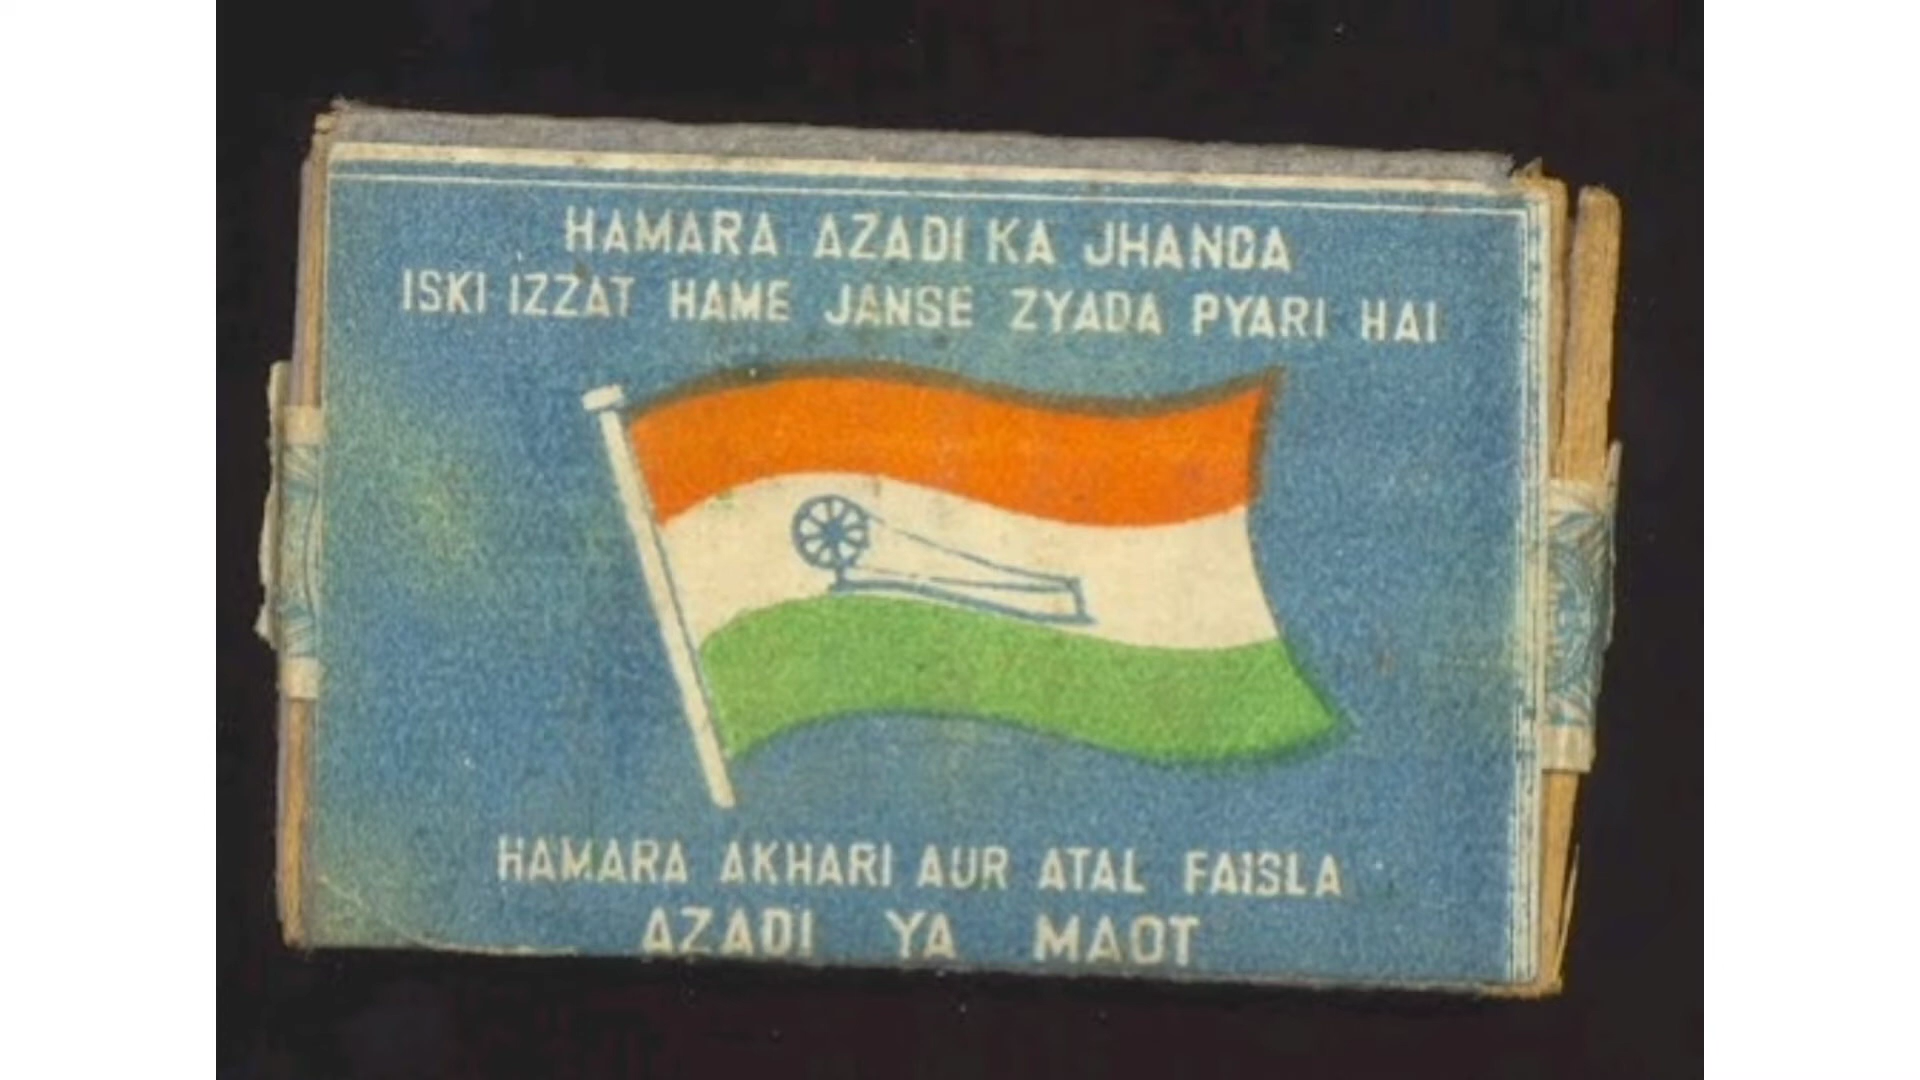 HAMARA AZADI KA JHANDA
ISKI IZZAT HAME JANSE ZYADA PYARI HAI
HAMARA AKHARI AUR ATAL FAISLA
AZADI YA MAOT